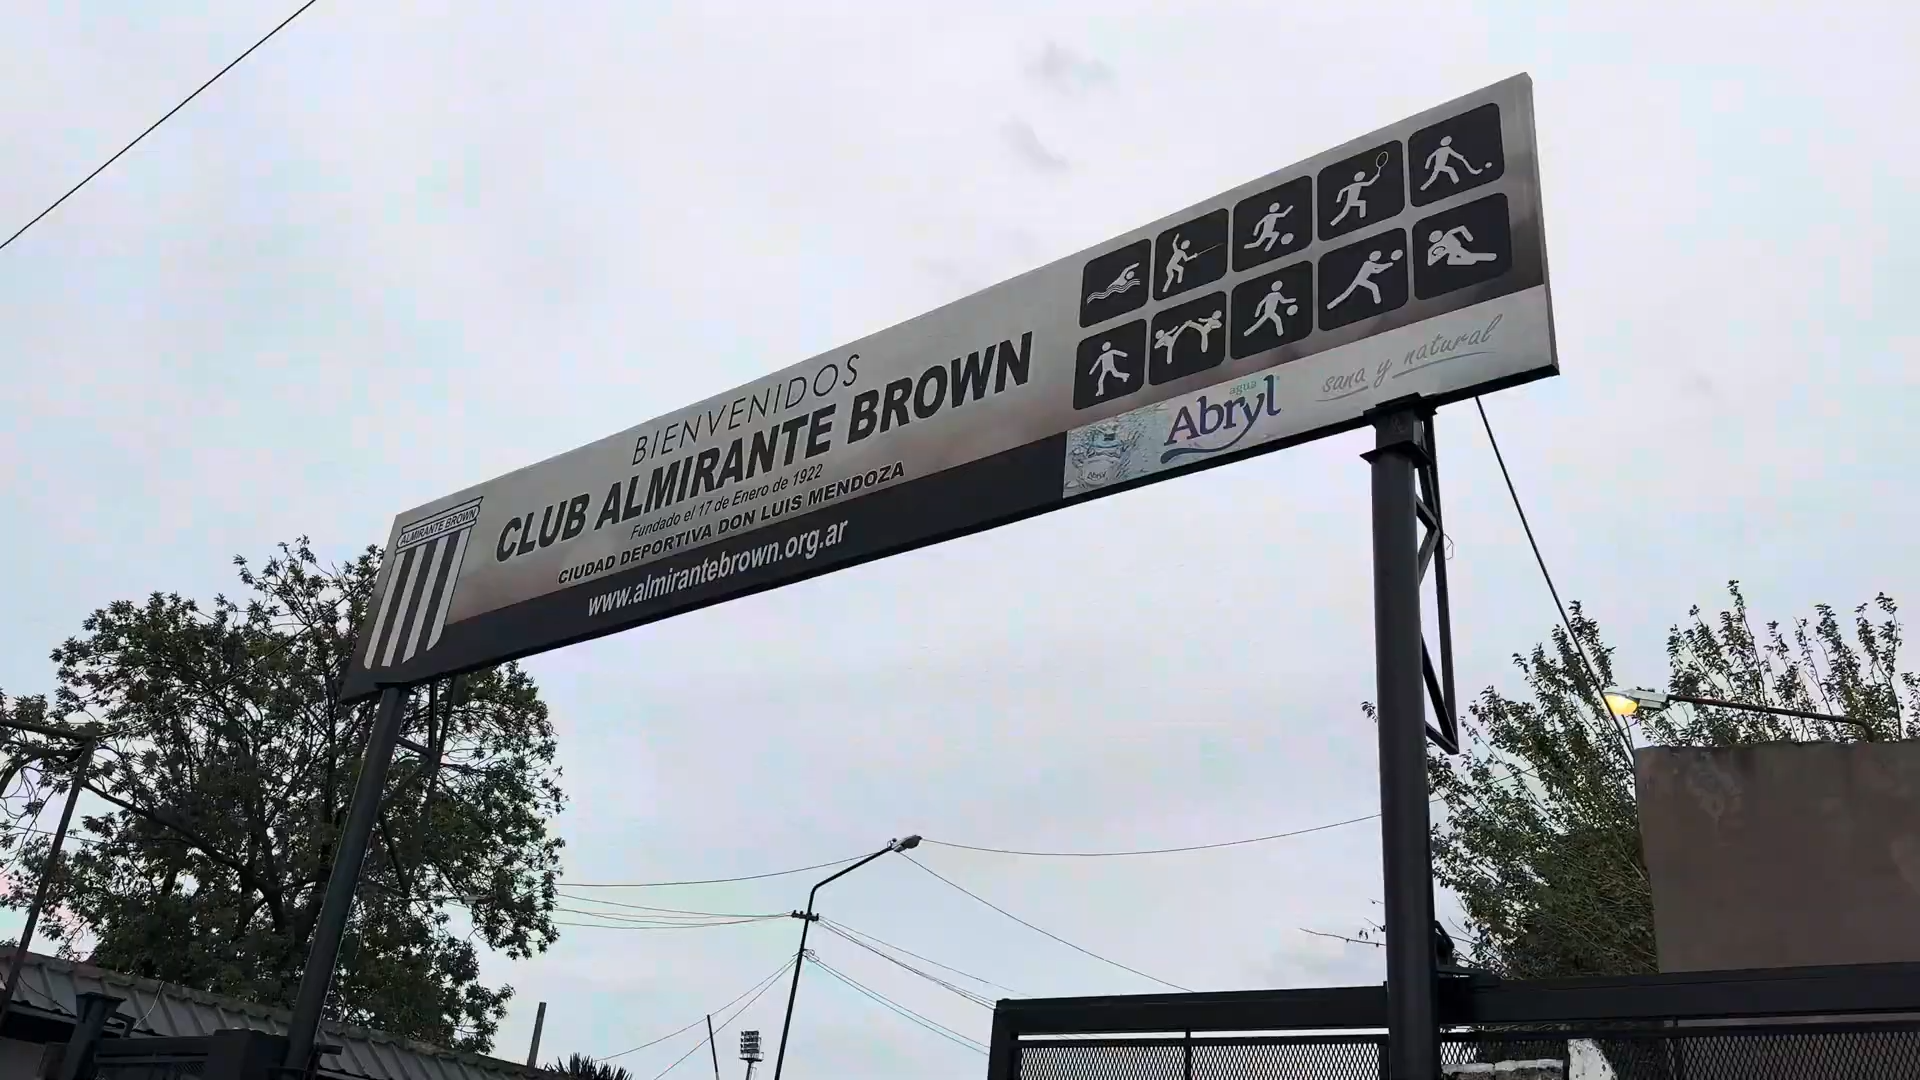 BIENVENIDOS
CLUB ALMIRANTE BROWN
Fundado el 17 de Enero de 1922
CIUDAD DEPORTIVA DON LUIS MENDOZA
www.almirantebrown.org.ar
ALMIRANTE BROWN
agua
Abryl
sana y natural
Abryl